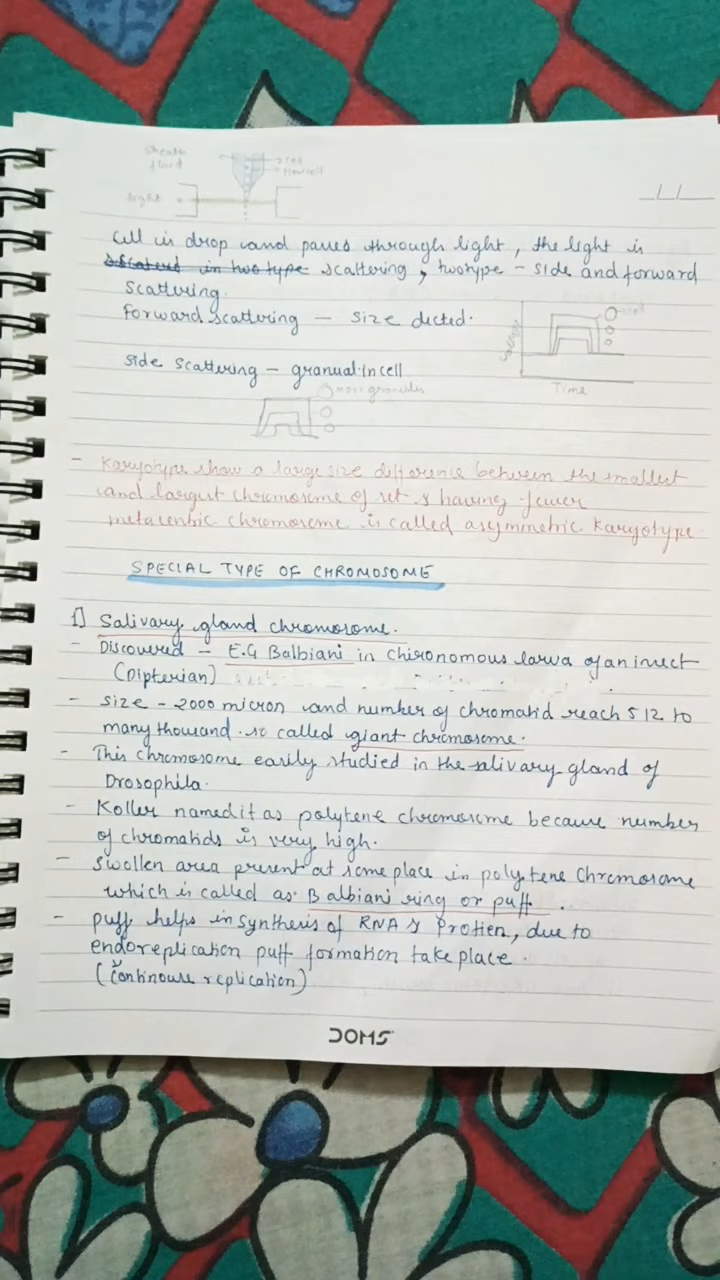 sheath
fluid
cell
flowcell
light
Cell in drop and passes through light, the light is
scattered in two type scattering, two type - side and forward
scattering.
Forward scattering - size dected.
Time
side scattering - granual in cell
more granules
- Karyotype show a large size difference between the smallest
and largest chromosome of set & having fewer
metacentric chromosome is called asymmetric karyotype.
SPECIAL TYPE OF CHROMOSOME
1] Salivary gland chromosome.
- Discovered - E.G Balbiani in chironomous larva of an insect
(Dipterian)
- size - 2000 micron and number of chromatid reach 512 to
many thousand. so called giant chromosome.
- This chromosome easily studied in the salivary gland of
Drosophila.
- Koller named it as polytene chromosome because number
of chromatids is very high.
- swollen area present at some place in polytene chromosome
which is called as Balbiani ring or puff
- puff helps in synthesis of RNA & Protien, due to
endoreplication puff formation take place.
(continouse replication)
DOMS